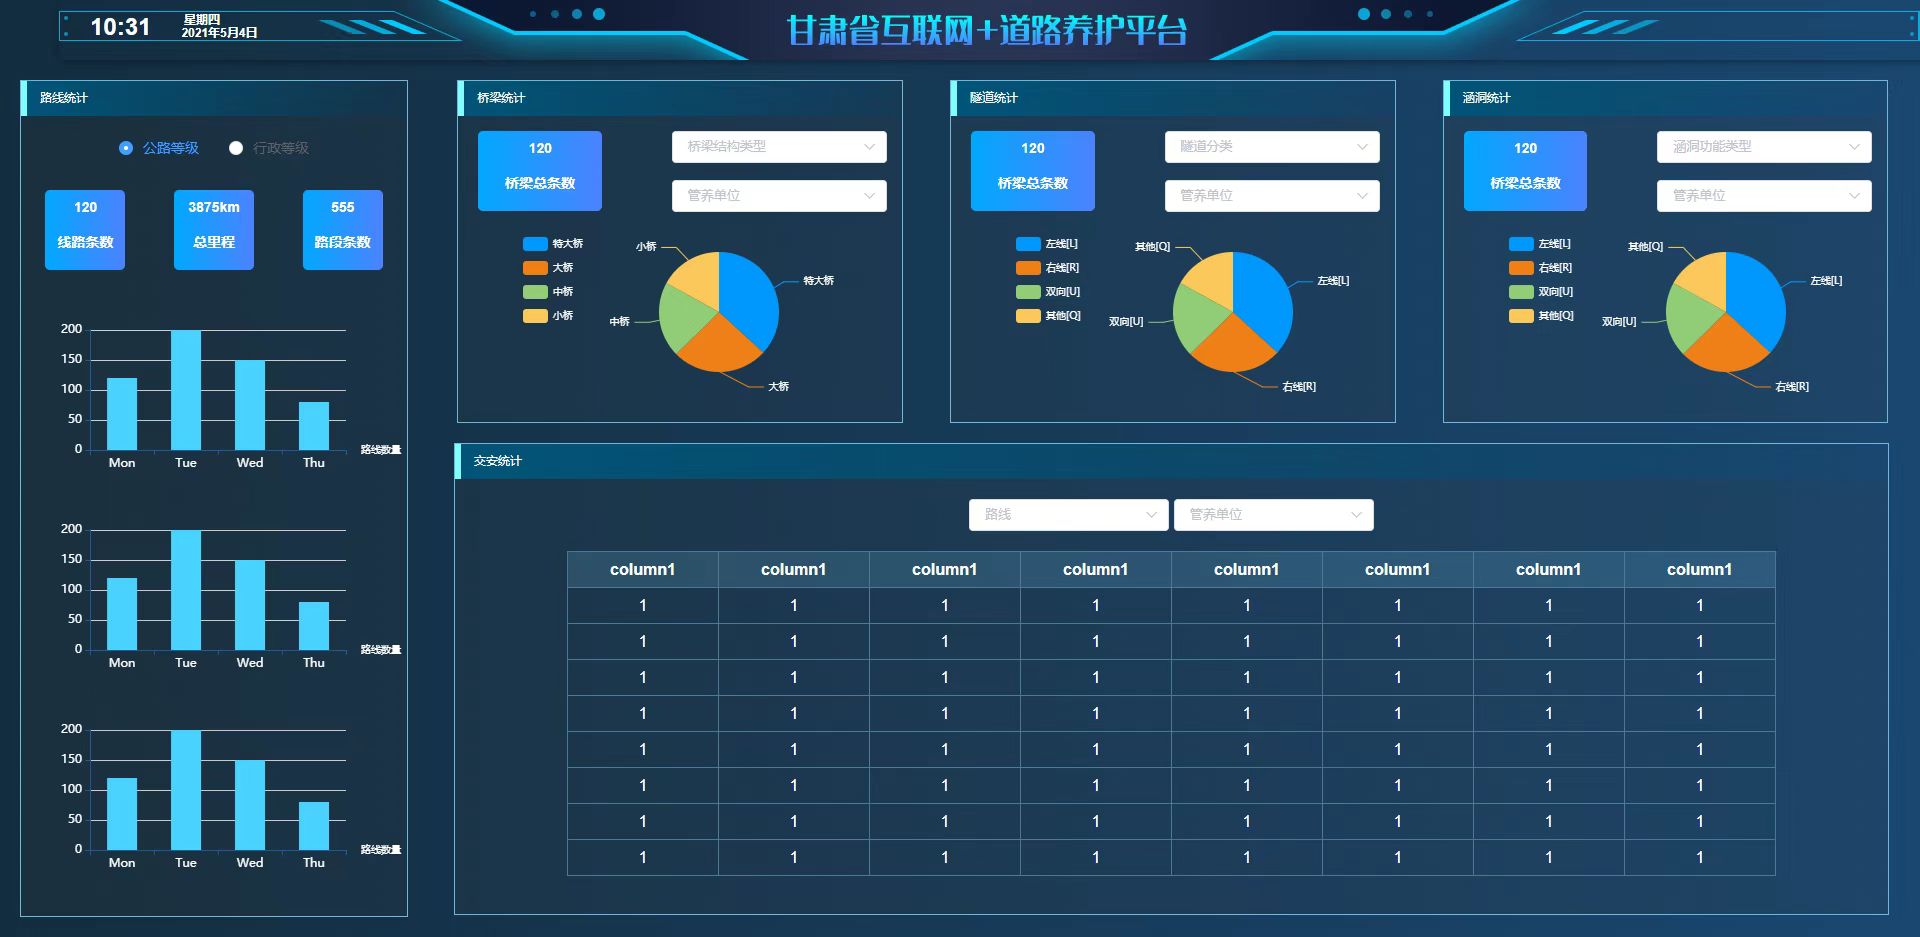 10:31
星期四
2021年5月4日
甘肃省互联网+道路养护平台
路线统计
公路等级
行政等级
120
线路条数
3875km
总里程
555
路段条数
200
150
100
50
0
Mon Tue Wed Thu
路线数量
200
150
100
50
0
Mon Tue Wed Thu
路线数量
200
150
100
50
0
Mon Tue Wed Thu
路线数量
桥梁统计
120
桥梁总条数
桥梁结构类型
管养单位
特大桥
大桥
中桥
小桥
小桥
特大桥
中桥
大桥
隧道统计
120
桥梁总条数
隧道分类
管养单位
左线[L]
右线[R]
双向[U]
其他[Q]
其他[Q]
左线[L]
双向[U]
右线[R]
涵洞统计
120
桥梁总条数
涵洞功能类型
管养单位
左线[L]
右线[R]
双向[U]
其他[Q]
其他[Q]
左线[L]
双向[U]
右线[R]
交安统计
路线
管养单位
column1 column1 column1 column1 column1 column1 column1 column1
1 1 1 1 1 1 1 1
1 1 1 1 1 1 1 1
1 1 1 1 1 1 1 1
1 1 1 1 1 1 1 1
1 1 1 1 1 1 1 1
1 1 1 1 1 1 1 1
1 1 1 1 1 1 1 1
1 1 1 1 1 1 1 1